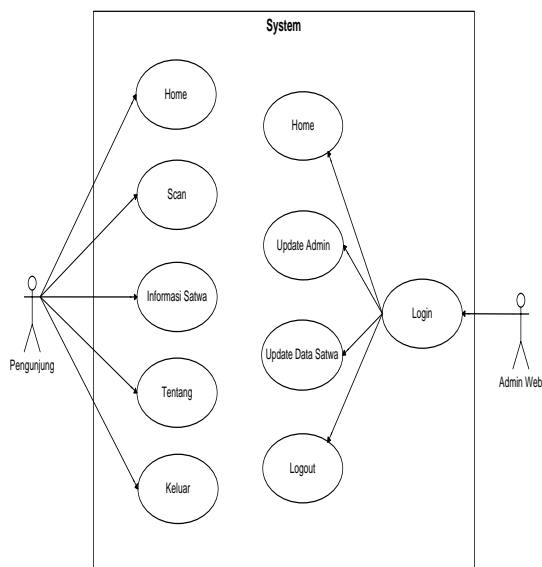 System
Home
Home
Scan
Update Admin
Informasi Satwa
Login
Pengunjung
Update Data Satwa
Admin Web
Tentang
Logout
Keluar